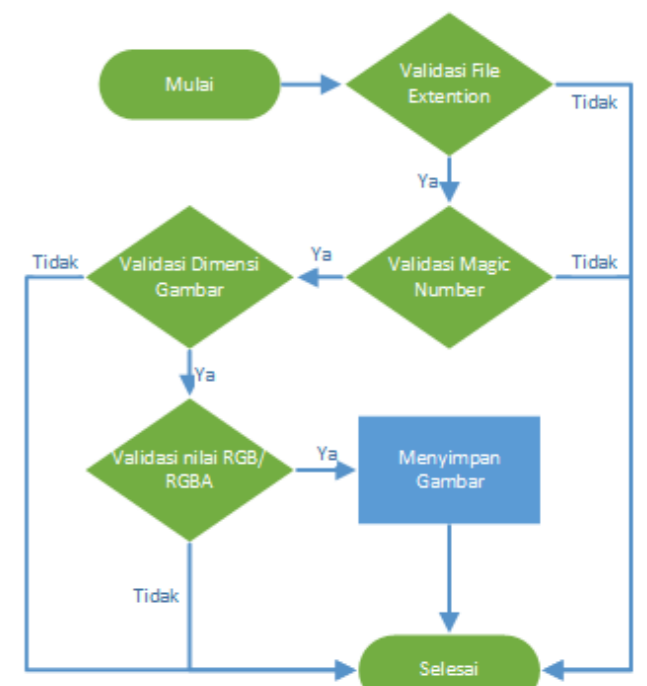 Mulai
Validasi File
Extention
Tidak
Ya
Validasi Magic
Number
Tidak
Ya
Validasi Dimensi
Gambar
Tidak
Ya
Validasi nilai RGB/
RGBA
Ya
Menyimpan
Gambar
Tidak
Selesai